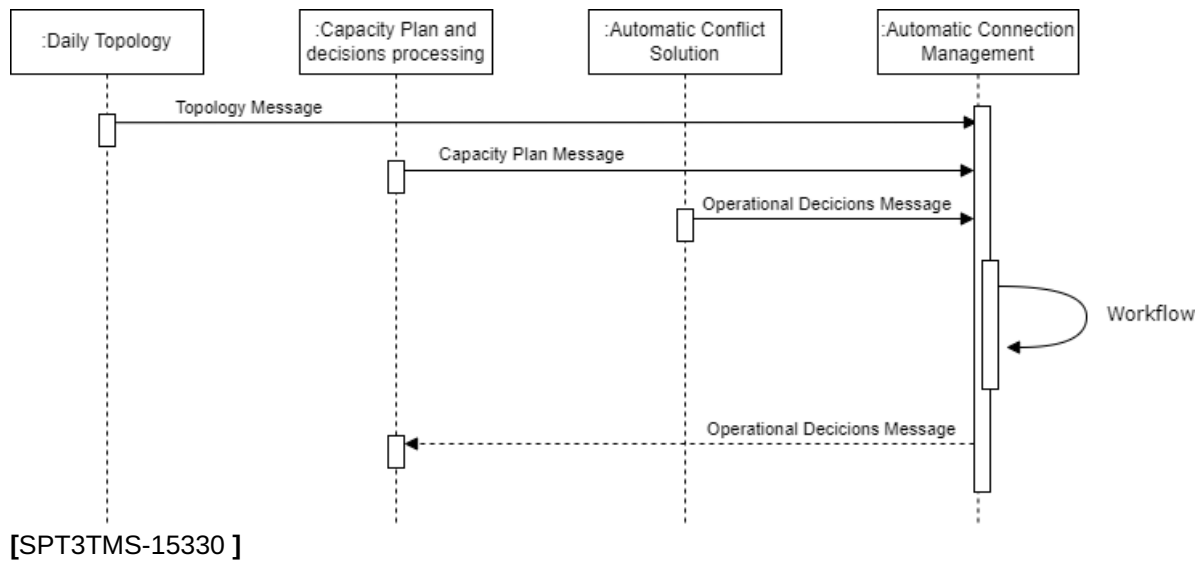 :Daily Topology
:Capacity Plan and
decisions processing
:Automatic Conflict
Solution
:Automatic Connection
Management
Topology Message
Capacity Plan Message
Operational Decicions Message
Workflow
Operational Decicions Message
[SPT3TMS-15330 ]